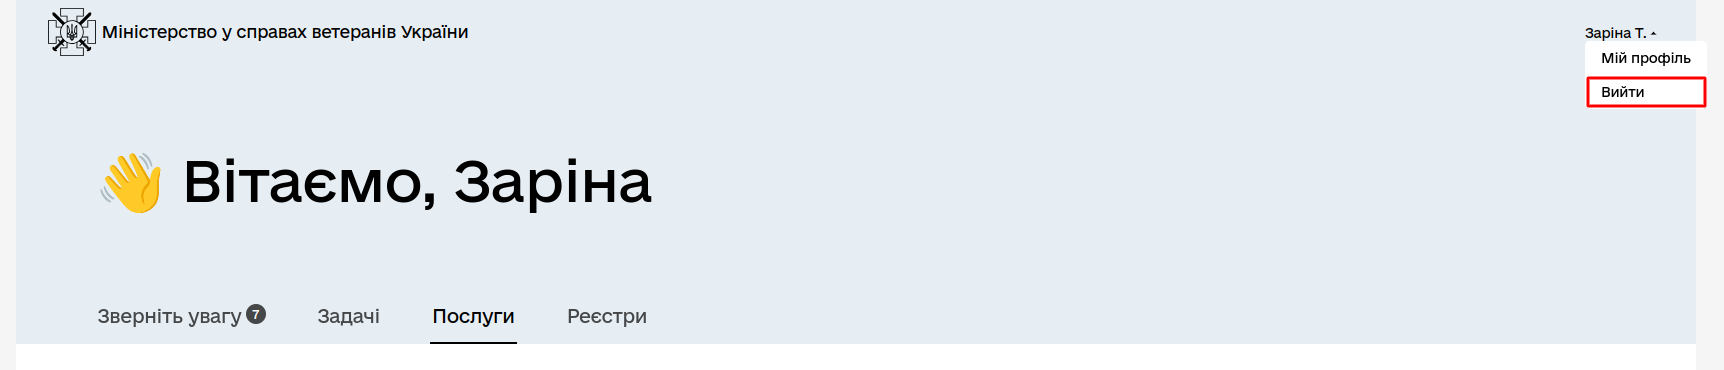 Міністерство у справах ветеранів України
Заріна Т.
Мій профіль
Вийти
Вітаємо, Заріна
Зверніть увагу 7
Задачі
Послуги
Реєстри